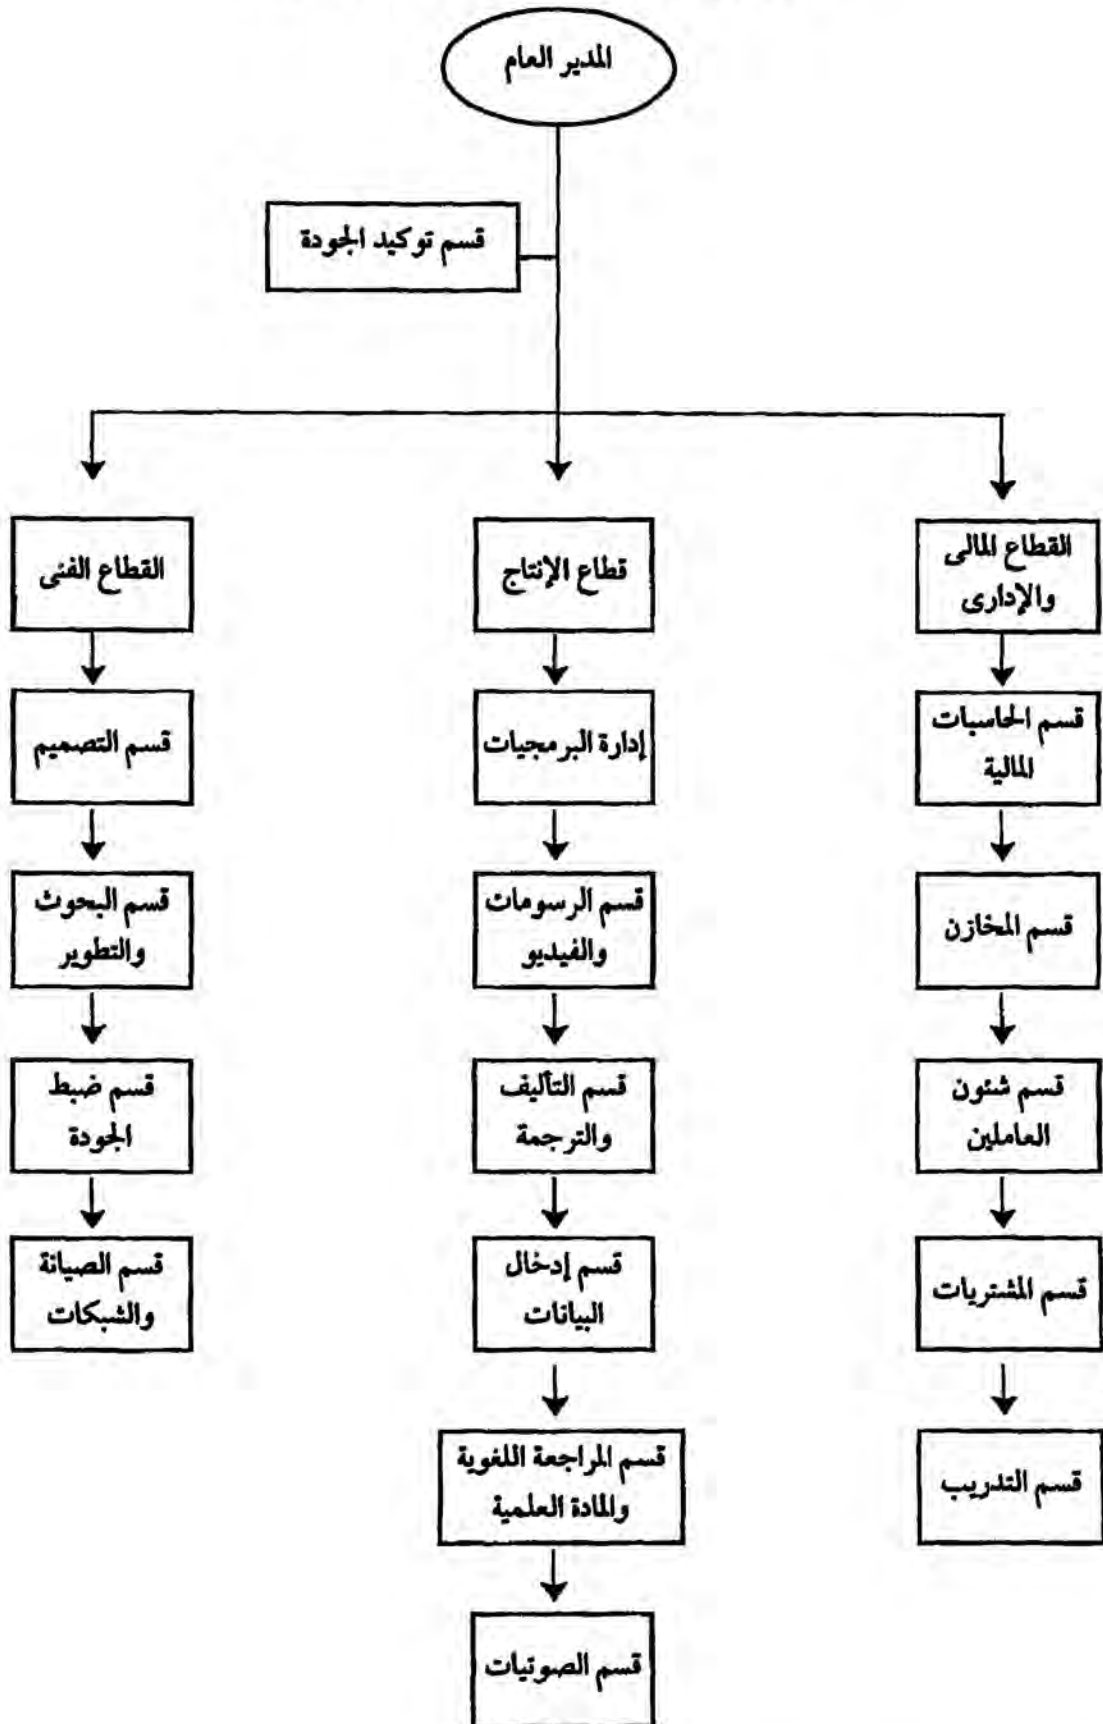 المدير العام
قسم توكيد الجودة
القطاع المالى
والإدارى
قسم الحاسبات
المالية
قسم المخازن
قسم شئون
العاملين
قسم المشتريات
قسم التدريب
قطاع الإنتاج
إدارة البرمجيات
قسم الرسومات
والفيديو
قسم التأليف
والترجمة
قسم إدخال
البيانات
قسم المراجعة اللغوية
والمادة العلمية
قسم الصوتيات
القطاع الفنى
قسم التصميم
قسم البحوث
والتطوير
قسم ضبط
الجودة
قسم الصيانة
والشبكات